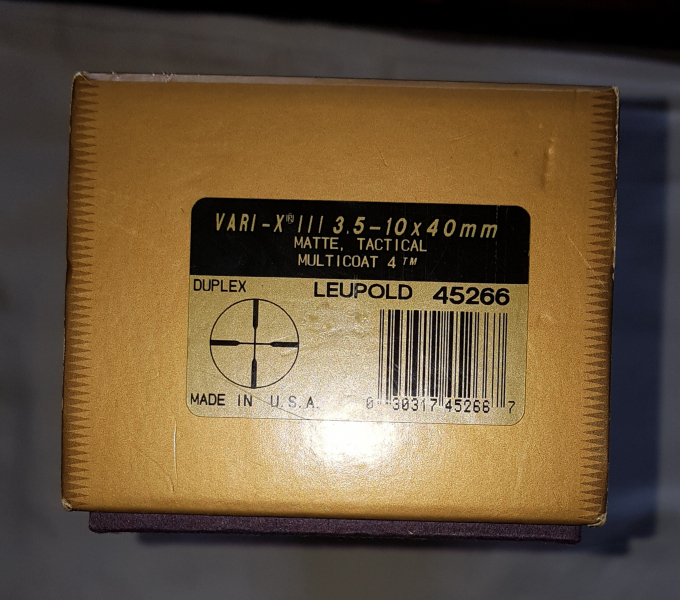 VARI-X® III 3.5-10x40mm
MATTE, TACTICAL
MULTICOAT 4™
DUPLEX
LEUPOLD 45266
MADE IN U.S.A.
0 30317 45266 7